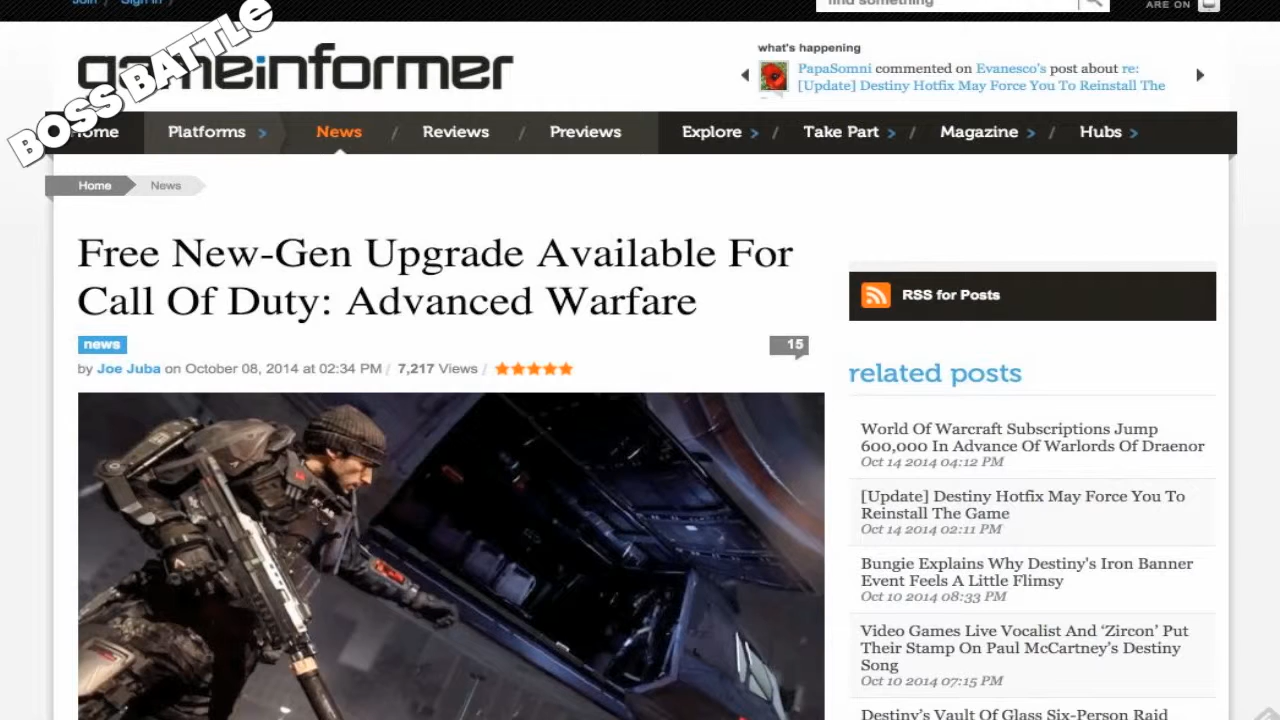 Join / Sign in /
find something
ARE ON
BOSS BATTLE
gameinformer
what's happening
PapaSomni commented on Evanesco's post about re:
[Update] Destiny Hotfix May Force You To Reinstall The
Home
Platforms
News
/
Reviews
/
Previews
Explore
/
Take Part
/
Magazine
/
Hubs
Home
News
Free New-Gen Upgrade Available For
Call Of Duty: Advanced Warfare
news
15
by Joe Juba on October 08, 2014 at 02:34 PM / 7,217 Views /
RSS for Posts
related posts
World Of Warcraft Subscriptions Jump
600,000 In Advance Of Warlords Of Draenor
Oct 14 2014 04:12 PM
[Update] Destiny Hotfix May Force You To
Reinstall The Game
Oct 14 2014 02:11 PM
Bungie Explains Why Destiny's Iron Banner
Event Feels A Little Flimsy
Oct 10 2014 08:33 PM
Video Games Live Vocalist And ‘Zircon’ Put
Their Stamp On Paul McCartney's Destiny
Song
Oct 10 2014 07:15 PM
Destiny's Vault Of Glass Six-Person Raid